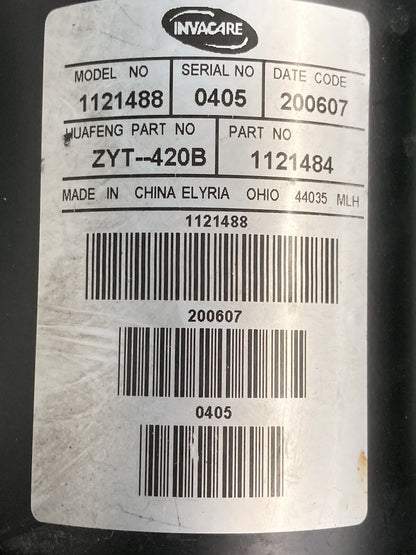 INVACARE
MODEL NO SERIAL NO DATE CODE
1121488 0405 200607
HUAFENG PART NO PART NO
ZYT--420B 1121484
MADE IN CHINA ELYRIA OHIO 44035 MLH
1121488
200607
0405